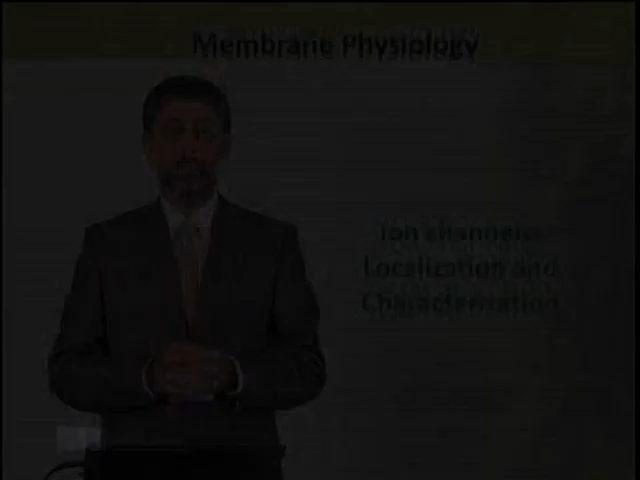 Membrane Physiology
Ion channels:
Localization and
Characterization